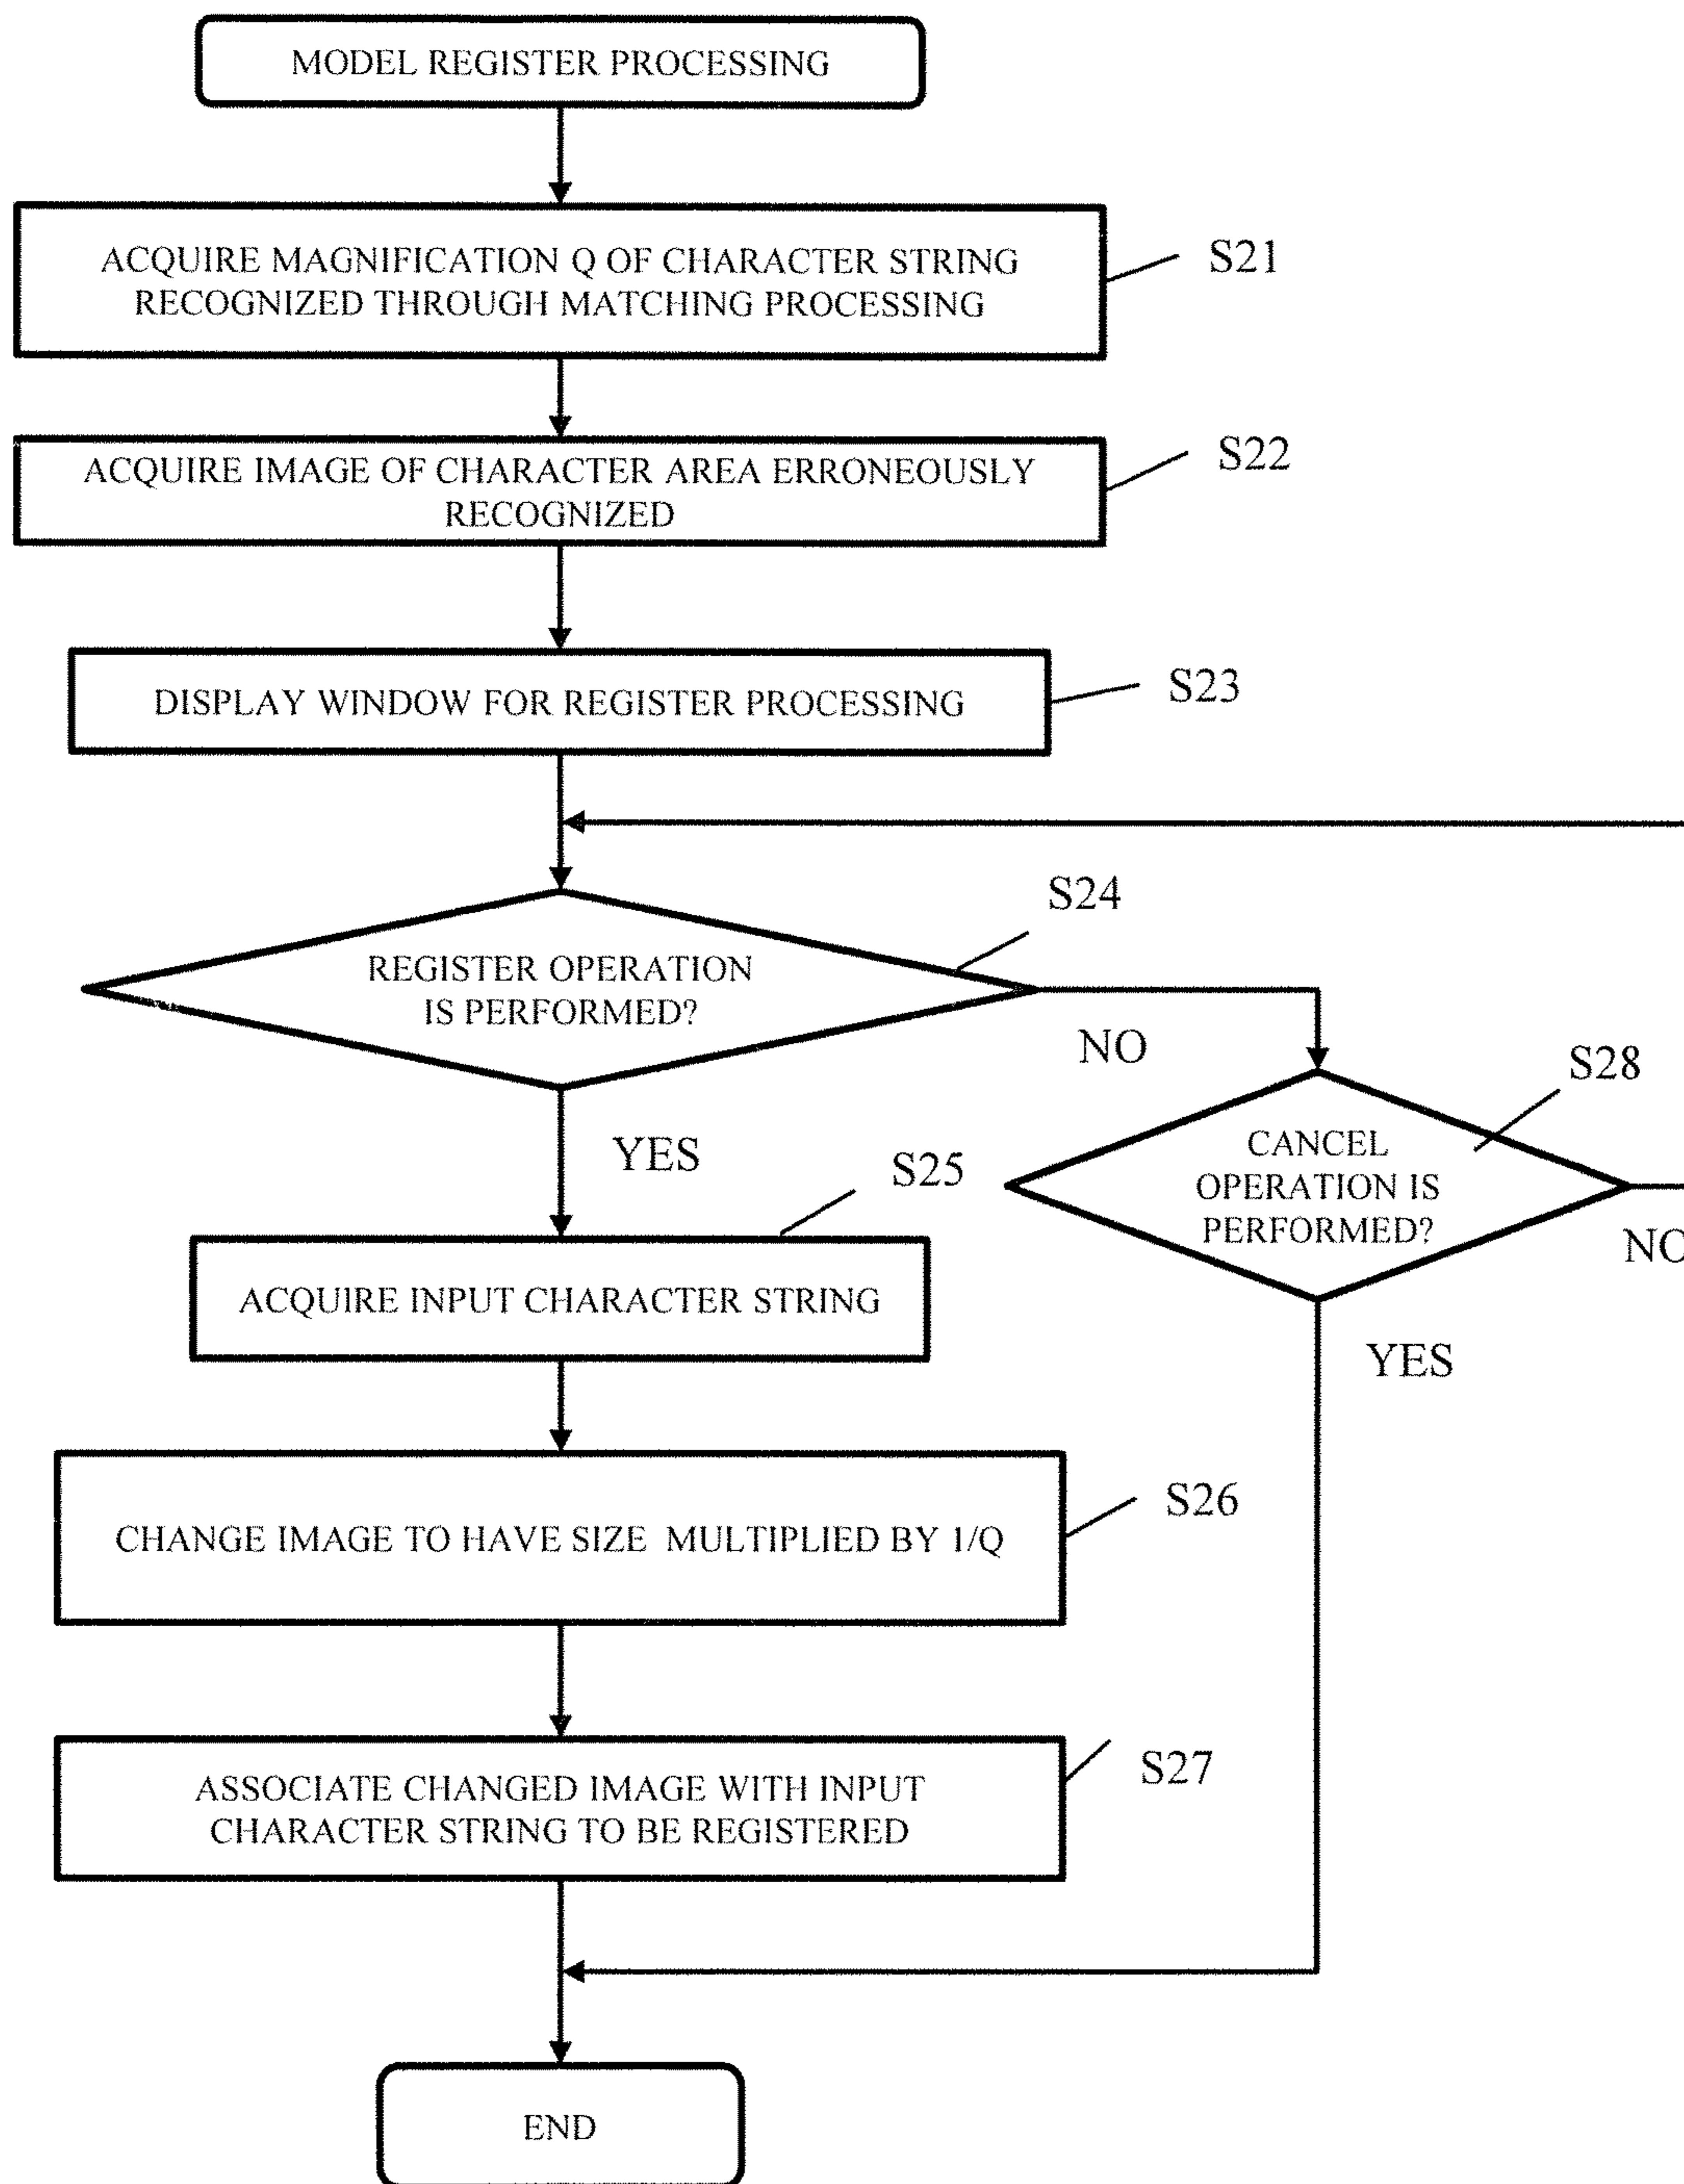 MODEL REGISTER PROCESSING
ACQUIRE MAGNIFICATION Q OF CHARACTER STRING
RECOGNIZED THROUGH MATCHING PROCESSING
S21
ACQUIRE IMAGE OF CHARACTER AREA ERRONEOUSLY
RECOGNIZED
S22
DISPLAY WINDOW FOR REGISTER PROCESSING
S23
REGISTER OPERATION
IS PERFORMED?
S24
NO
YES
CANCEL
OPERATION IS
PERFORMED?
S28
NO
YES
ACQUIRE INPUT CHARACTER STRING
S25
CHANGE IMAGE TO HAVE SIZE MULTIPLIED BY 1/Q
S26
ASSOCIATE CHANGED IMAGE WITH INPUT
CHARACTER STRING TO BE REGISTERED
S27
END